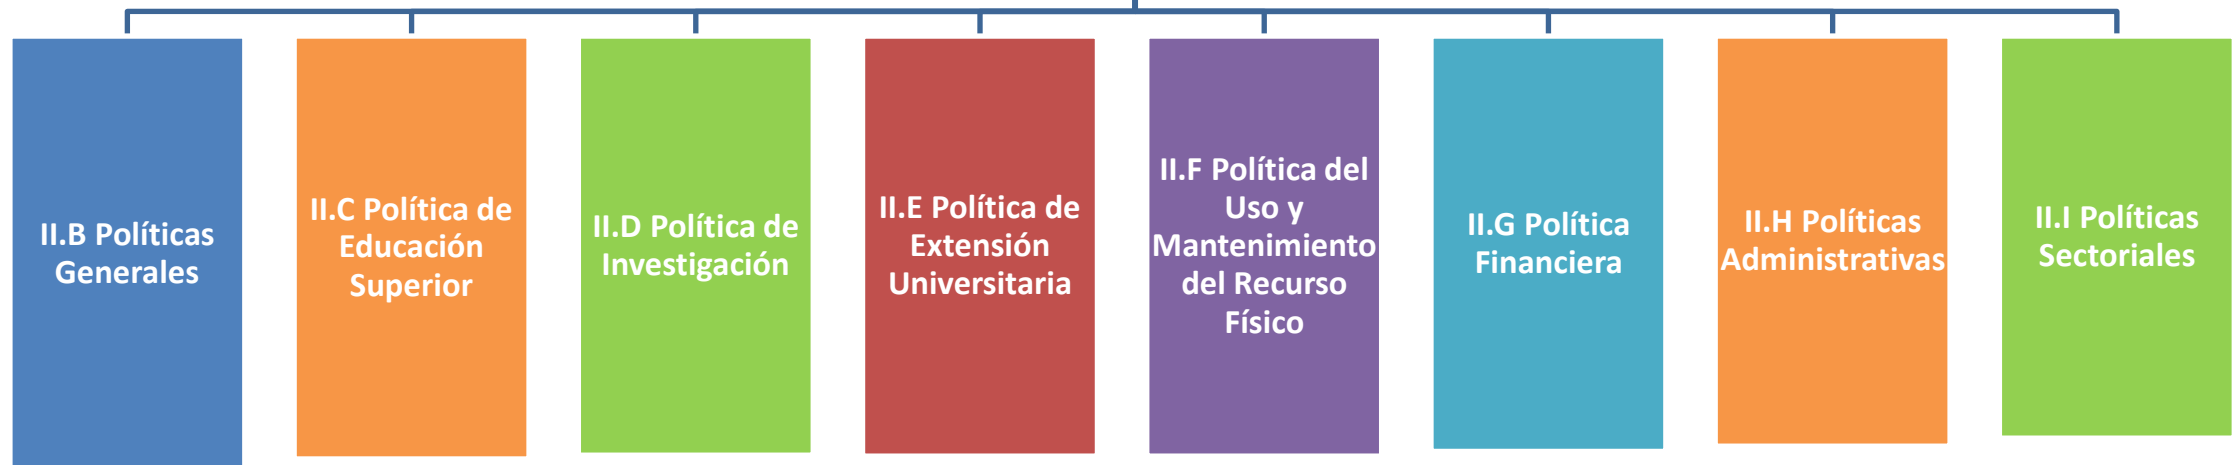 II.B Políticas
Generales
II.C Política de
Educación
Superior
II.D Política de
Investigación
II.E Política de
Extensión
Universitaria
II.F Política del
Uso y
Mantenimiento
del Recurso
Físico
II.G Política
Financiera
II.H Políticas
Administrativas
II.I Políticas
Sectoriales